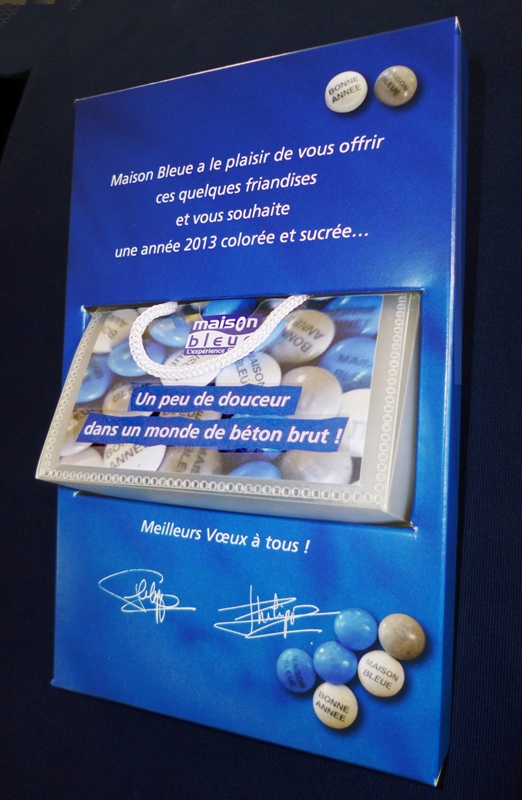 BONNE
ANNÉE
MAISON
BLEUE
Maison Bleue a le plaisir de vous offrir
ces quelques friandises
et vous souhaite
une année 2013 colorée et sucrée...
maison
bleue
L'expérience
Un peu de douceur
dans un monde de béton brut !
Meilleurs Vœux à tous !
MAISON
BLEUE
BONNE
ANNÉE